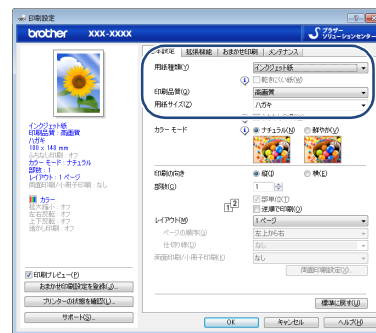 印刷設定
brother XXX-XXXX
ブラザー
ソリューションセンター
基本設定 拡張機能 おまかせ印刷 メンテナンス
用紙種類(Y) インクジェット紙
乾きにくい紙(W)
印刷品質(Q) 高画質
用紙サイズ(Z) ハガキ
カラー モード ナチュラル(N) 鮮やか(V)
印刷の向き 縦(I) 横(E)
部数(C) 1
部単位(T)
逆順で印刷(O)
レイアウト(M) 1 ページ
ページの順序(G) 左上から右
仕切り線(D) なし
両面印刷/小冊子印刷(K) なし
両面印刷設定(X)...
インクジェット紙
印刷品質 : 高画質
ハガキ
100 x 148 mm
ふちなし印刷 : オフ
カラー モード : ナチュラル
部数 : 1
レイアウト : 1 ページ
両面印刷/小冊子印刷 : なし
カラー
拡大縮小 : オフ
左右反転 : オフ
上下反転 : オフ
透かし印刷 : オフ
印刷プレビュー(P)
おまかせ印刷設定を登録(J)...
プリンターの状態を確認(L)...
サポート(S)...
標準に戻す(U)
OK キャンセル ヘルプ(H)